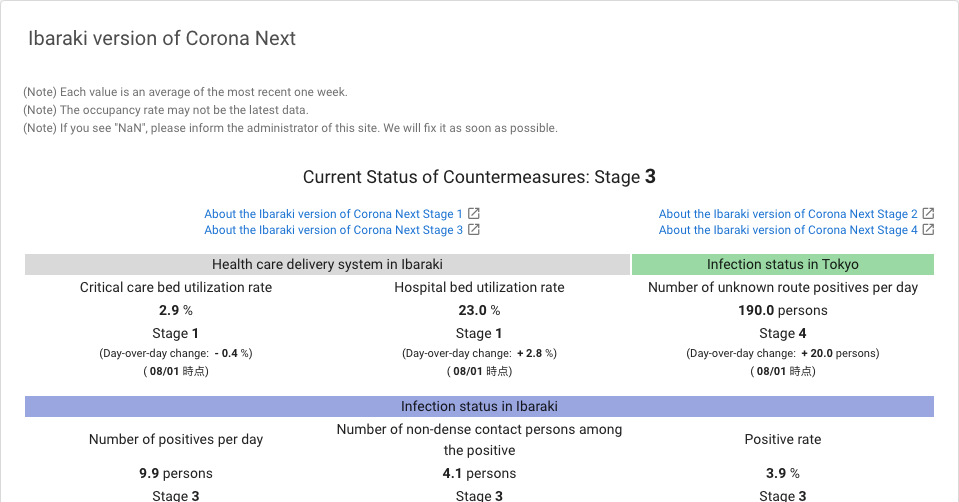 Ibaraki version of Corona Next
(Note) Each value is an average of the most recent one week.
(Note) The occupancy rate may not be the latest data.
(Note) If you see "NaN", please inform the administrator of this site. We will fix it as soon as possible.
Current Status of Countermeasures: Stage 3
About the Ibaraki version of Corona Next Stage 1
About the Ibaraki version of Corona Next Stage 2
About the Ibaraki version of Corona Next Stage 3
About the Ibaraki version of Corona Next Stage 4
Health care delivery system in Ibaraki
Infection status in Tokyo
Critical care bed utilization rate
2.9 %
Stage 1
(Day-over-day change: - 0.4 %)
( 08/01 時点)
Hospital bed utilization rate
23.0 %
Stage 1
(Day-over-day change: + 2.8 %)
( 08/01 時点)
Number of unknown route positives per day
190.0 persons
Stage 4
(Day-over-day change: + 20.0 persons)
( 08/01 時点)
Infection status in Ibaraki
Number of positives per day
9.9 persons
Stage 3
Number of non-dense contact persons among
the positive
4.1 persons
Stage 3
Positive rate
3.9 %
Stage 3